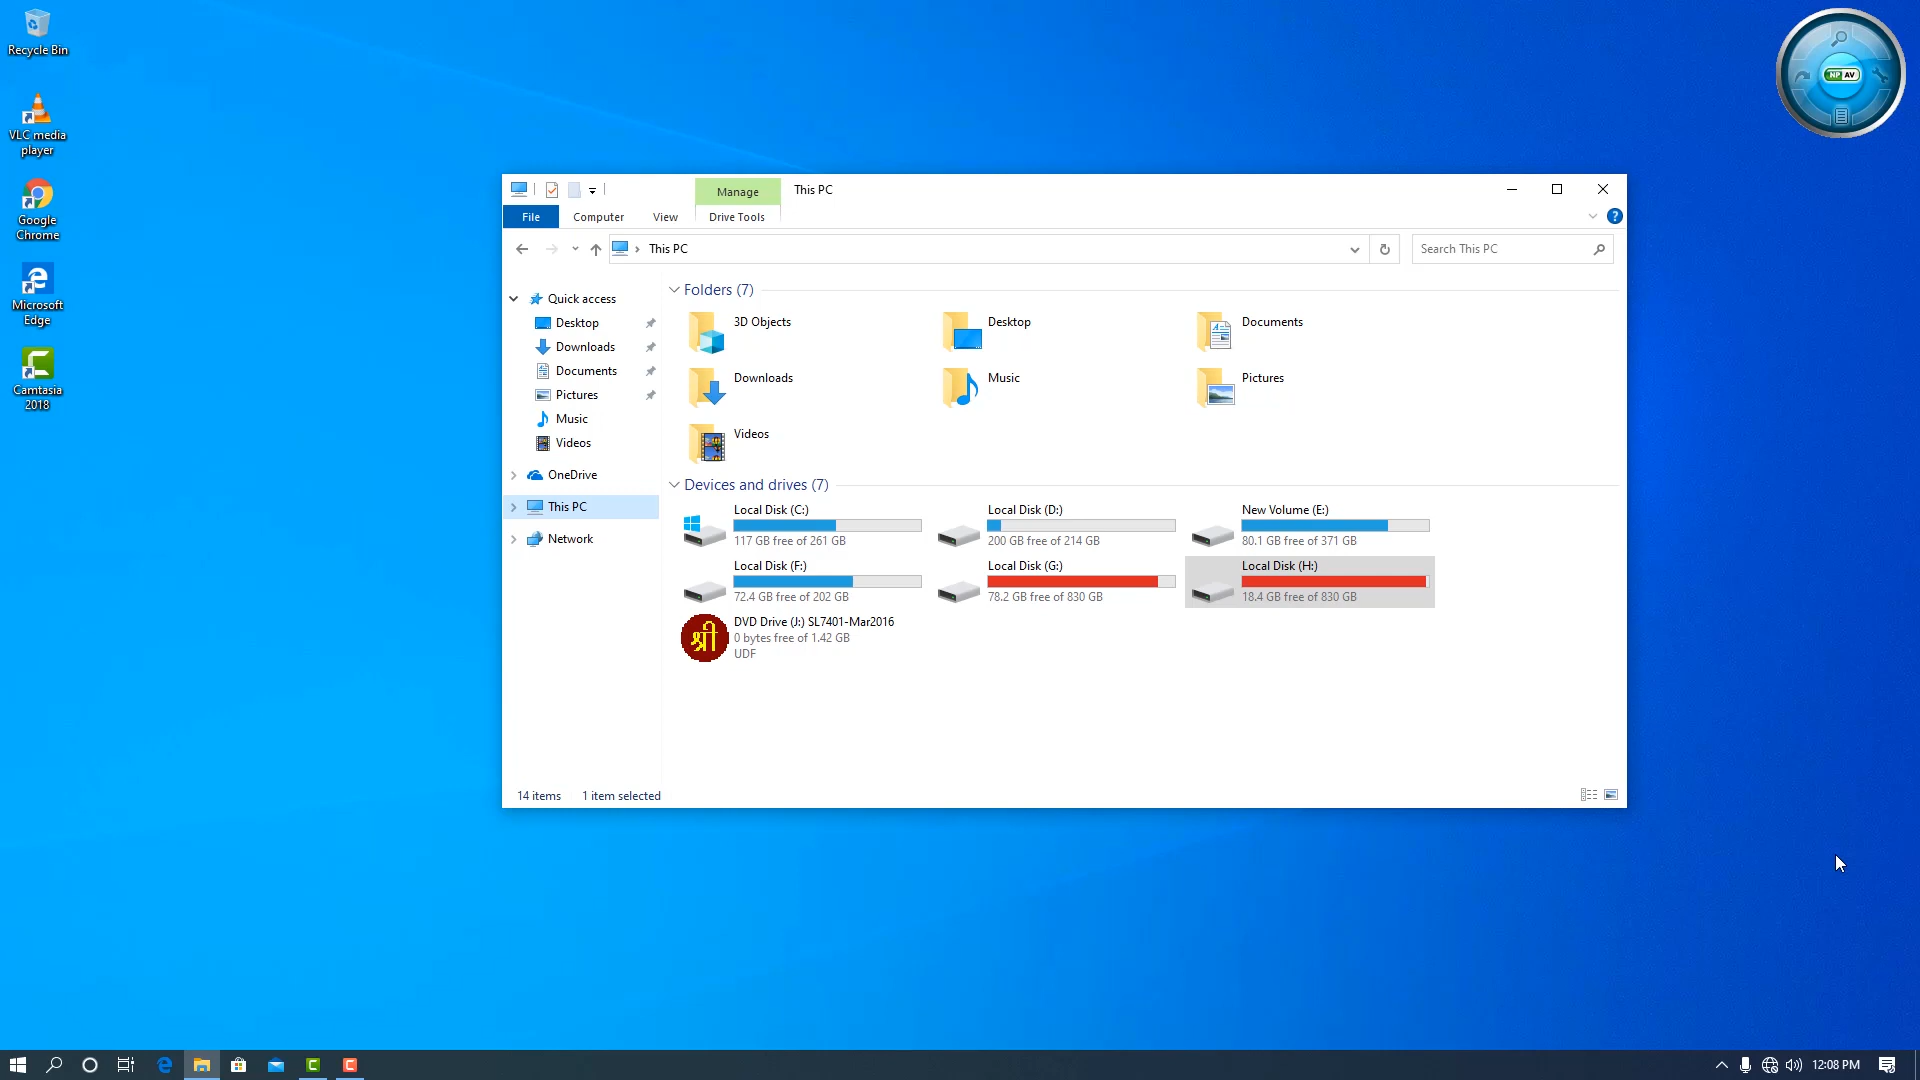 Recycle Bin
VLC media
player
Google
Chrome
Microsoft
Edge
Camtasia
2018
NP AV
Manage
This PC
File
Computer
View
Drive Tools
This PC
Search This PC
Quick access
Desktop
Downloads
Documents
Pictures
Music
Videos
OneDrive
This PC
Network
Folders (7)
3D Objects
Desktop
Documents
Downloads
Music
Pictures
Videos
Devices and drives (7)
Local Disk (C:)
117 GB free of 261 GB
Local Disk (D:)
200 GB free of 214 GB
New Volume (E:)
80.1 GB free of 371 GB
Local Disk (F:)
72.4 GB free of 202 GB
Local Disk (G:)
78.2 GB free of 830 GB
Local Disk (H:)
18.4 GB free of 830 GB
श्री
DVD Drive (J:) SL7401-Mar2016
0 bytes free of 1.42 GB
UDF
14 items
1 item selected
12:08 PM